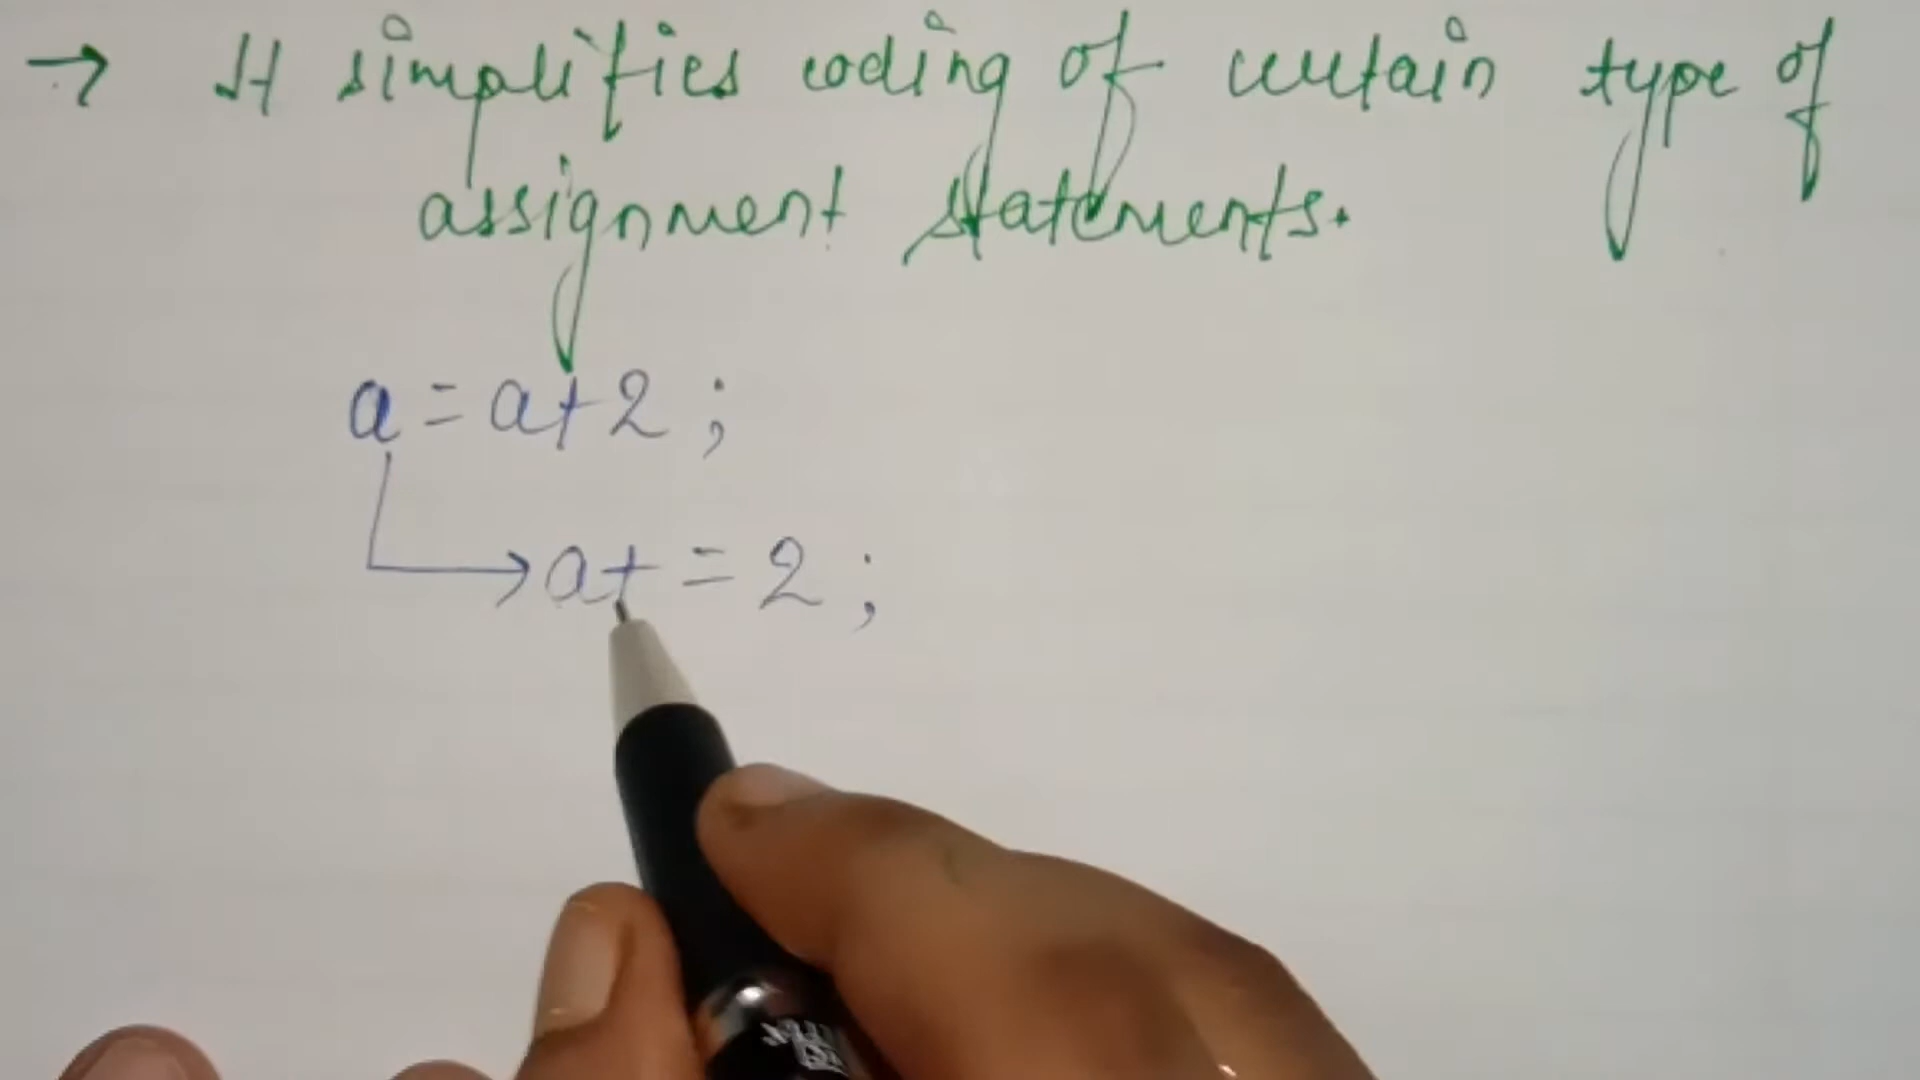 → It simplifies coding of certain type of
assignment statements.
a = a+2 ;
→ a+ = 2 ;